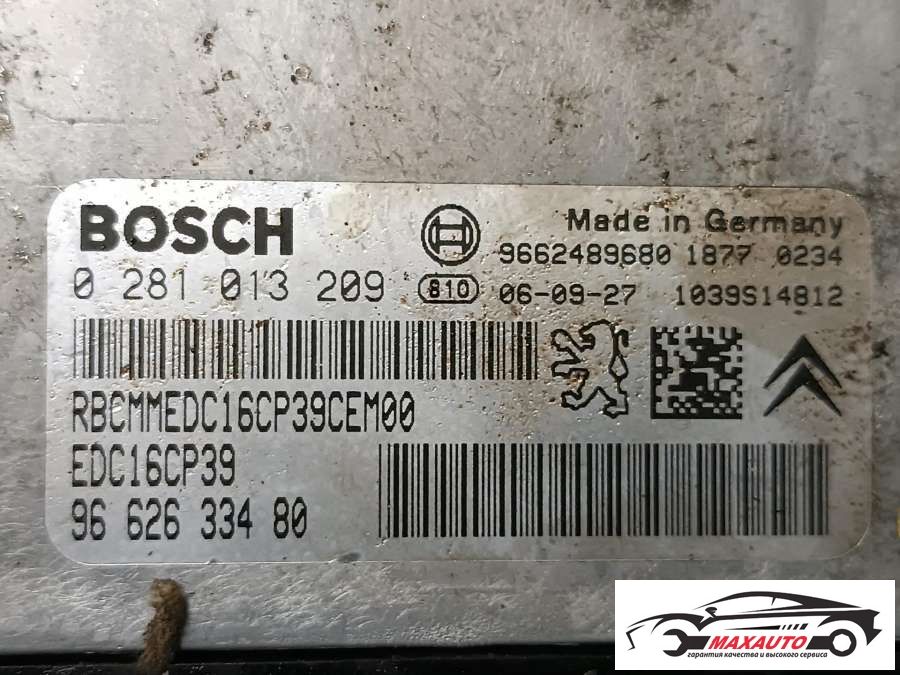 BOSCH
Made in Germany
9662489680 1877 0234
0 281 013 209
810 06-09-27 1039S14812
RBCMMEDC16CP39CEM00
EDC16CP39
96 626 334 80
MAXAUTO
гарантия качества и высокого сервиса